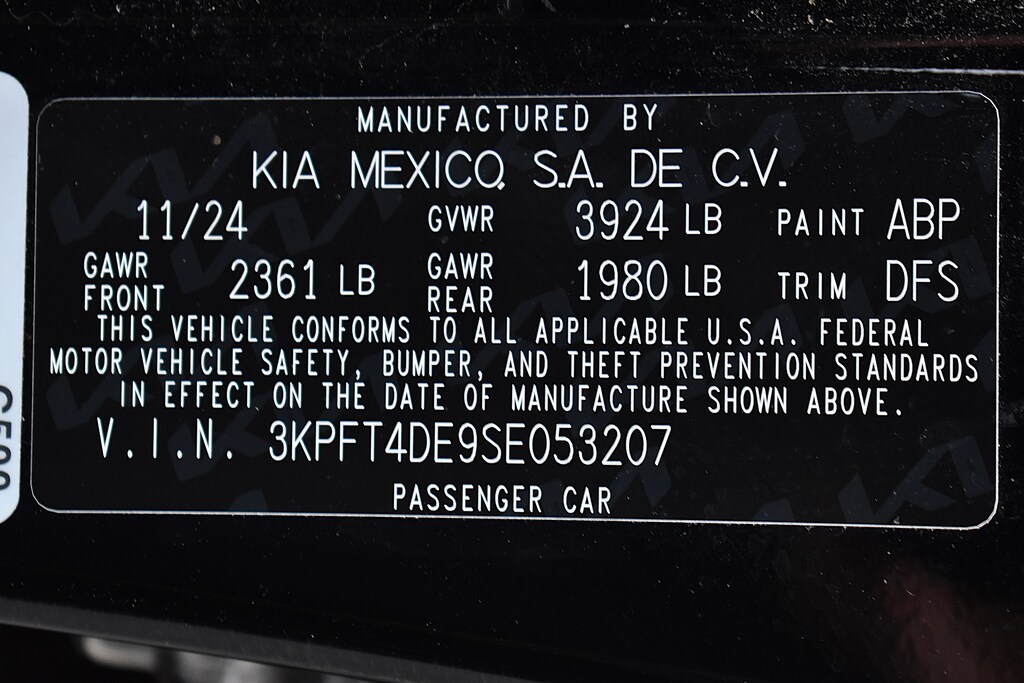 MANUFACTURED BY
KIA MEXICO, S.A. DE C.V.
11/24 GVWR 3924 LB PAINT ABP
GAWR FRONT 2361 LB GAWR REAR 1980 LB TRIM DFS
THIS VEHICLE CONFORMS TO ALL APPLICABLE U.S.A. FEDERAL
MOTOR VEHICLE SAFETY, BUMPER, AND THEFT PREVENTION STANDARDS
IN EFFECT ON THE DATE OF MANUFACTURE SHOWN ABOVE.
V.I.N. 3KPFT4DE9SE053207
PASSENGER CAR